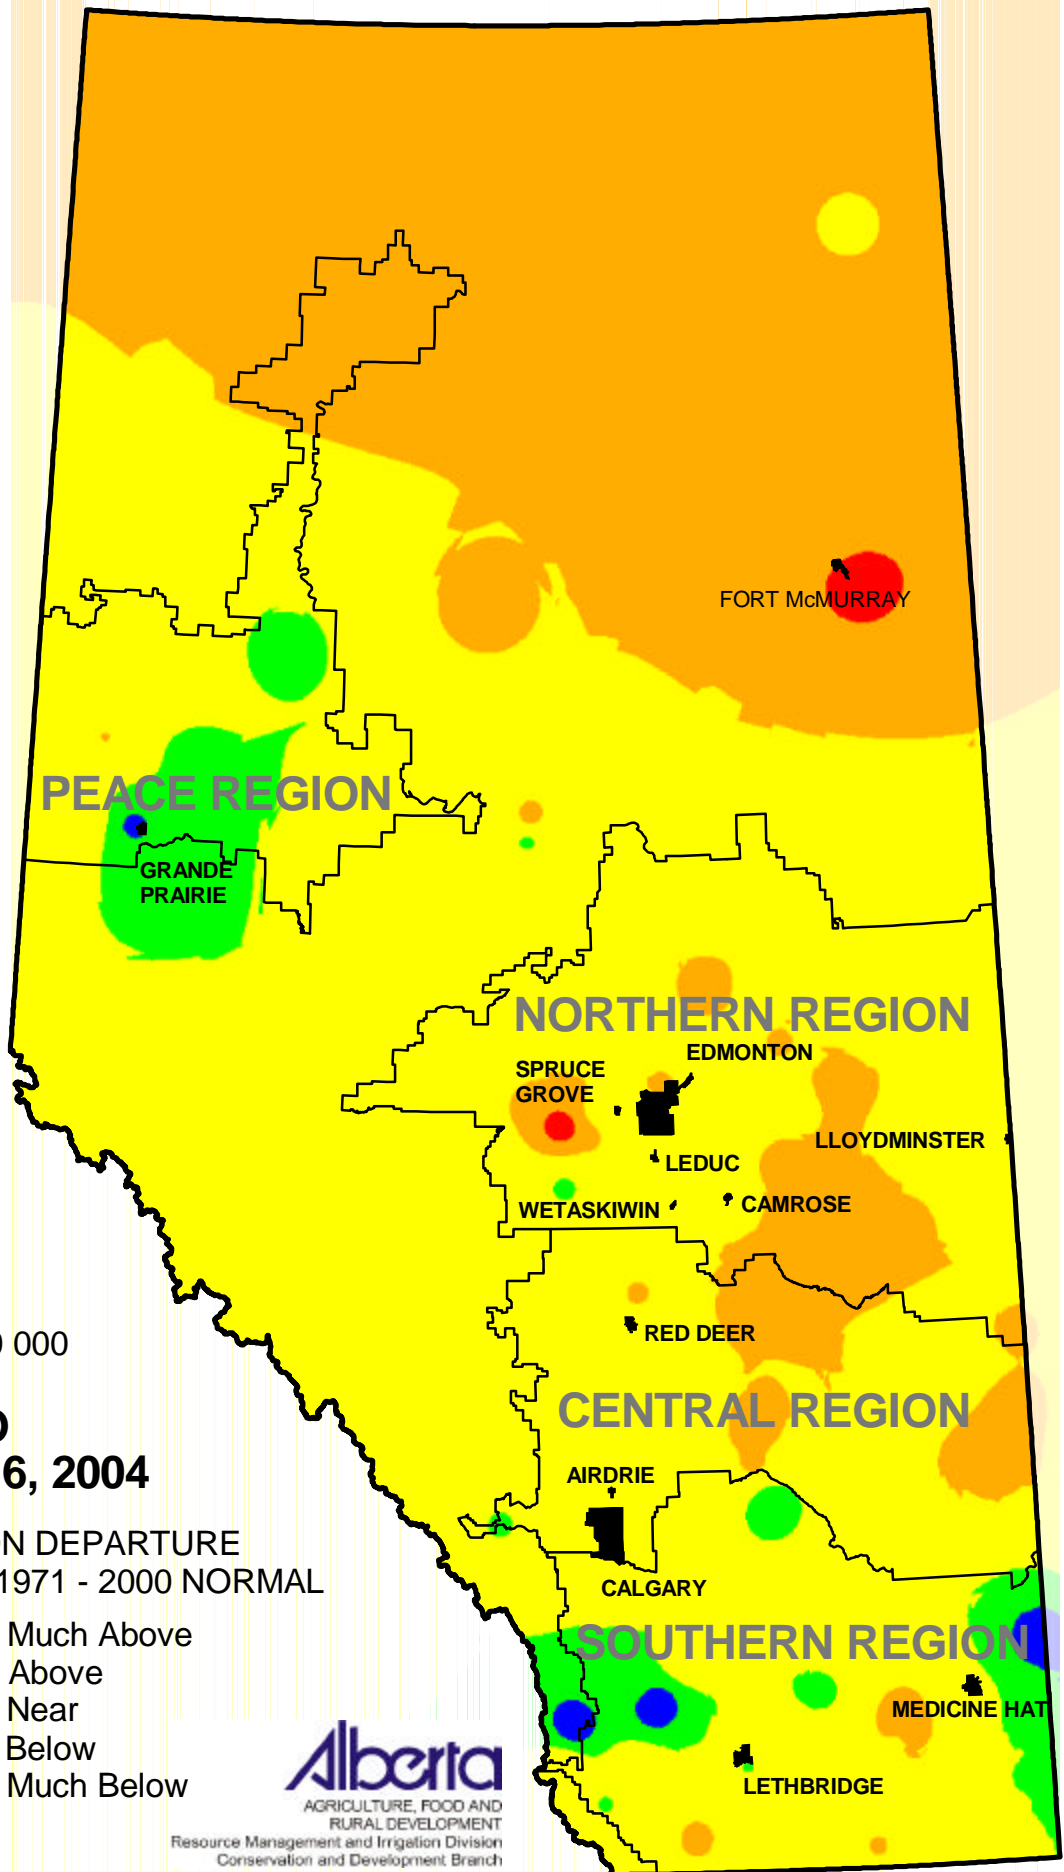 FORT McMURRAY
PEACE REGION
GRANDE
PRAIRIE
NORTHERN REGION
EDMONTON
SPRUCE
GROVE
LLOYDMINSTER
LEDUC
WETASKIWIN
CAMROSE
RED DEER
CENTRAL REGION
AIRDRIE
CALGARY
SOUTHERN REGION
MEDICINE HAT
LETHBRIDGE
000
6, 2004
DEPARTURE
1971 - 2000 NORMAL
Much Above
Above
Near
Below
Much Below
Alberta
AGRICULTURE, FOOD AND
RURAL DEVELOPMENT
Resource Management and Irrigation Division
Conservation and Development Branch